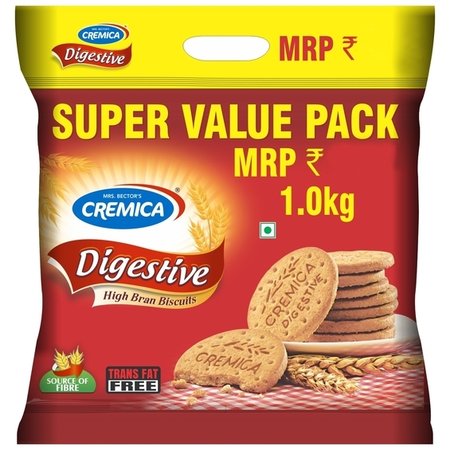 MRS. BECTOR'S
CREMICA
Digestive
MRP ₹
SUPER VALUE PACK
MRP ₹
1.0kg
MRS. BECTOR'S
CREMICA®
Digestive
High Bran Biscuits
CREMICA
DIGESTIVE
CREMICA
SOURCE OF
FIBRE
TRANS FAT
FREE